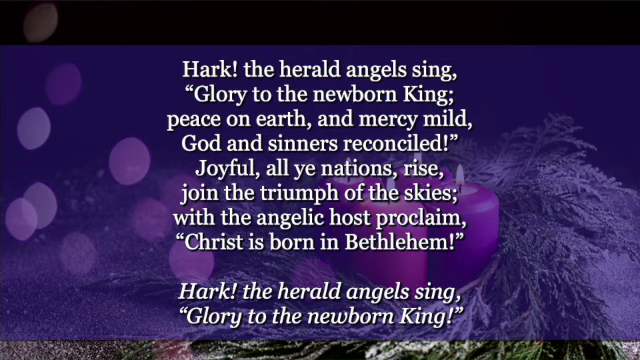 Hark! the herald angels sing,
“Glory to the newborn King;
peace on earth, and mercy mild,
God and sinners reconciled!”
Joyful, all ye nations, rise,
join the triumph of the skies;
with the angelic host proclaim,
“Christ is born in Bethlehem!”
Hark! the herald angels sing,
“Glory to the newborn King!”